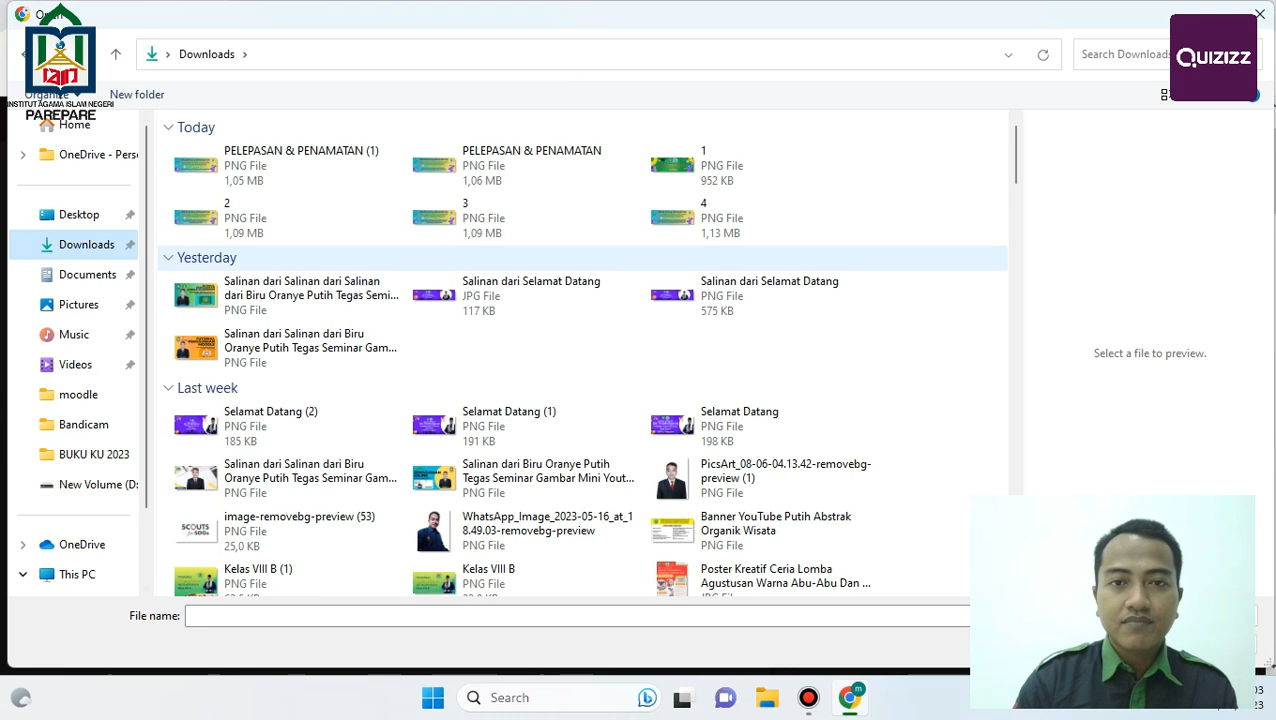 Downloads
Search Downloads
QUIZIZZ
INSTITUT AGAMA ISLAM NEGERI
PAREPARE
New folder
Home
OneDrive - Pers
Desktop
Downloads
Documents
Pictures
Music
Videos
moodle
Bandicam
BUKU KU 2023
New Volume (D:
OneDrive
This PC
Today
PELEPASAN & PENAMATAN (1)
PNG File
1,05 MB
PELEPASAN & PENAMATAN
PNG File
1,06 MB
1
PNG File
952 KB
2
PNG File
1,09 MB
3
PNG File
1,09 MB
4
PNG File
1,13 MB
Yesterday
Salinan dari Salinan dari Salinan
dari Biru Oranye Putih Tegas Semi...
PNG File
Salinan dari Selamat Datang
JPG File
117 KB
Salinan dari Selamat Datang
PNG File
575 KB
Salinan dari Salinan dari Biru
Oranye Putih Tegas Seminar Gam...
PNG File
Last week
Selamat Datang (2)
PNG File
185 KB
Selamat Datang (1)
PNG File
191 KB
Selamat Datang
PNG File
198 KB
Salinan dari Salinan dari Biru
Oranye Putih Tegas Seminar Gam...
PNG File
Salinan dari Biru Oranye Putih
Tegas Seminar Gambar Mini Yout...
PNG File
PicsArt_08-06-04.13.42-removebg-
preview (1)
PNG File
image-removebg-preview (53)
PNG File
25,0 KB
WhatsApp_Image_2023-05-16_at_1
8.49.03-removebg-preview
PNG File
Banner YouTube Putih Abstrak
Organik Wisata
PNG File
Kelas VIII B (1)
PNG File
Kelas VIII B
PNG File
Poster Kreatif Ceria Lomba
Agustusan Warna Abu-Abu Dan ...
Select a file to preview.
File name:
Search